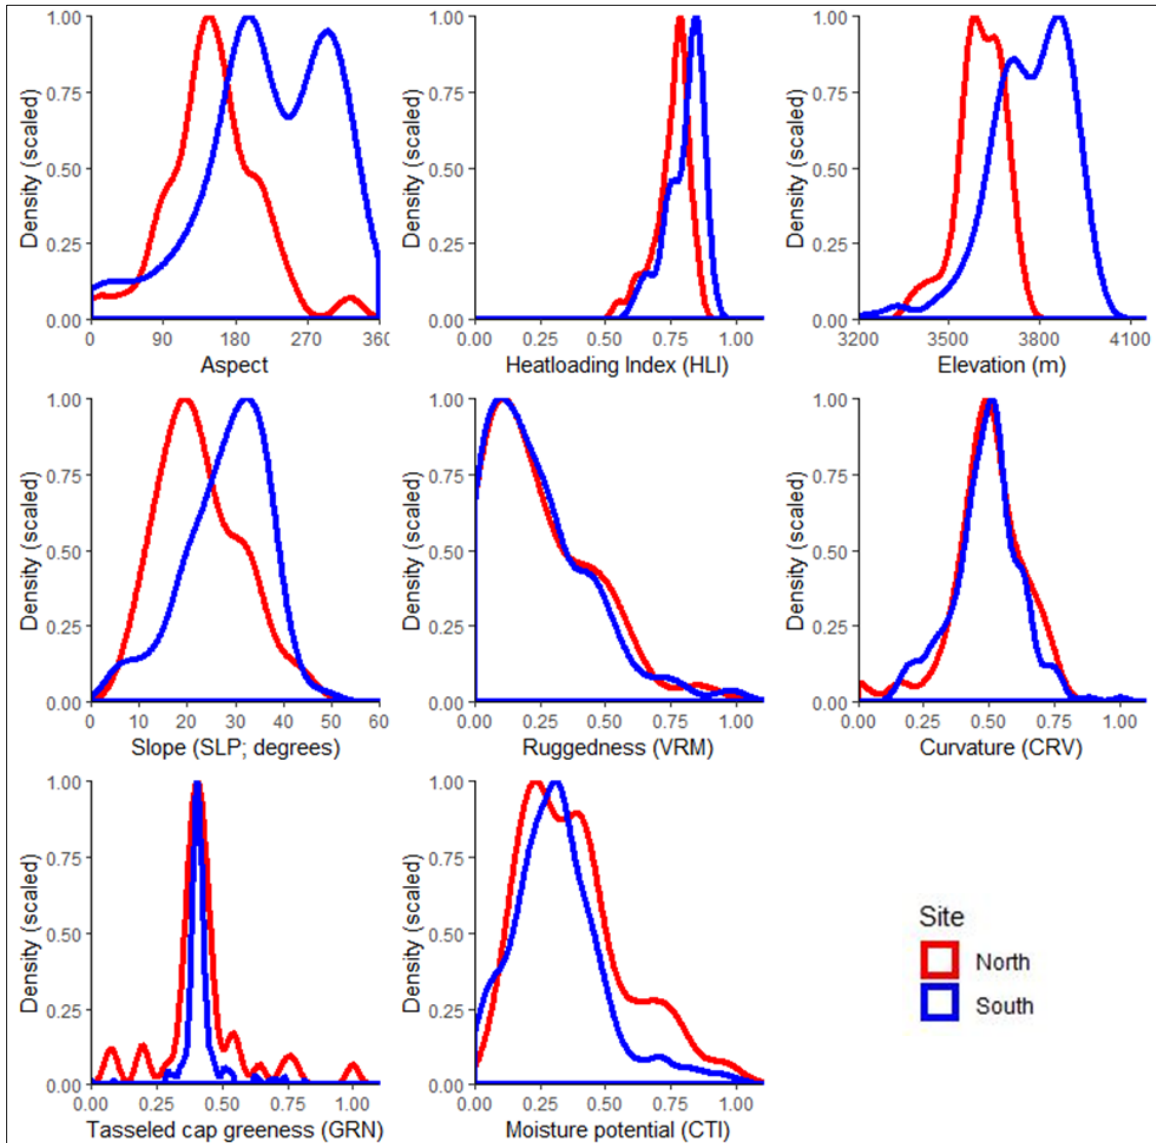 1.00
0.75
0.50
0.25
0.00
Density (scaled)
0 90 180 270 360
Aspect
1.00
0.75
0.50
0.25
0.00
Density (scaled)
0.00 0.25 0.50 0.75 1.00
Heatloading Index (HLI)
1.00
0.75
0.50
0.25
0.00
Density (scaled)
3200 3500 3800 4100
Elevation (m)
1.00
0.75
0.50
0.25
0.00
Density (scaled)
0 10 20 30 40 50 60
Slope (SLP; degrees)
1.00
0.75
0.50
0.25
0.00
Density (scaled)
0.00 0.25 0.50 0.75 1.00
Ruggedness (VRM)
1.00
0.75
0.50
0.25
0.00
Density (scaled)
0.00 0.25 0.50 0.75 1.00
Curvature (CRV)
1.00
0.75
0.50
0.25
0.00
Density (scaled)
0.00 0.25 0.50 0.75 1.00
Tasseled cap greeness (GRN)
1.00
0.75
0.50
0.25
0.00
Density (scaled)
0.00 0.25 0.50 0.75 1.00
Moisture potential (CTI)
Site
North
South